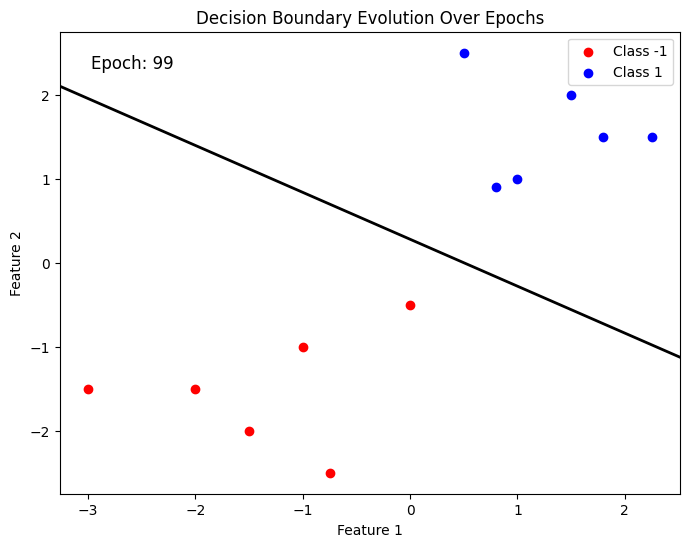 Decision Boundary Evolution Over Epochs
Epoch: 99
Class -1
Class 1
Feature 2
2
1
0
−1
−2
−3
−2
−1
0
1
2
Feature 1